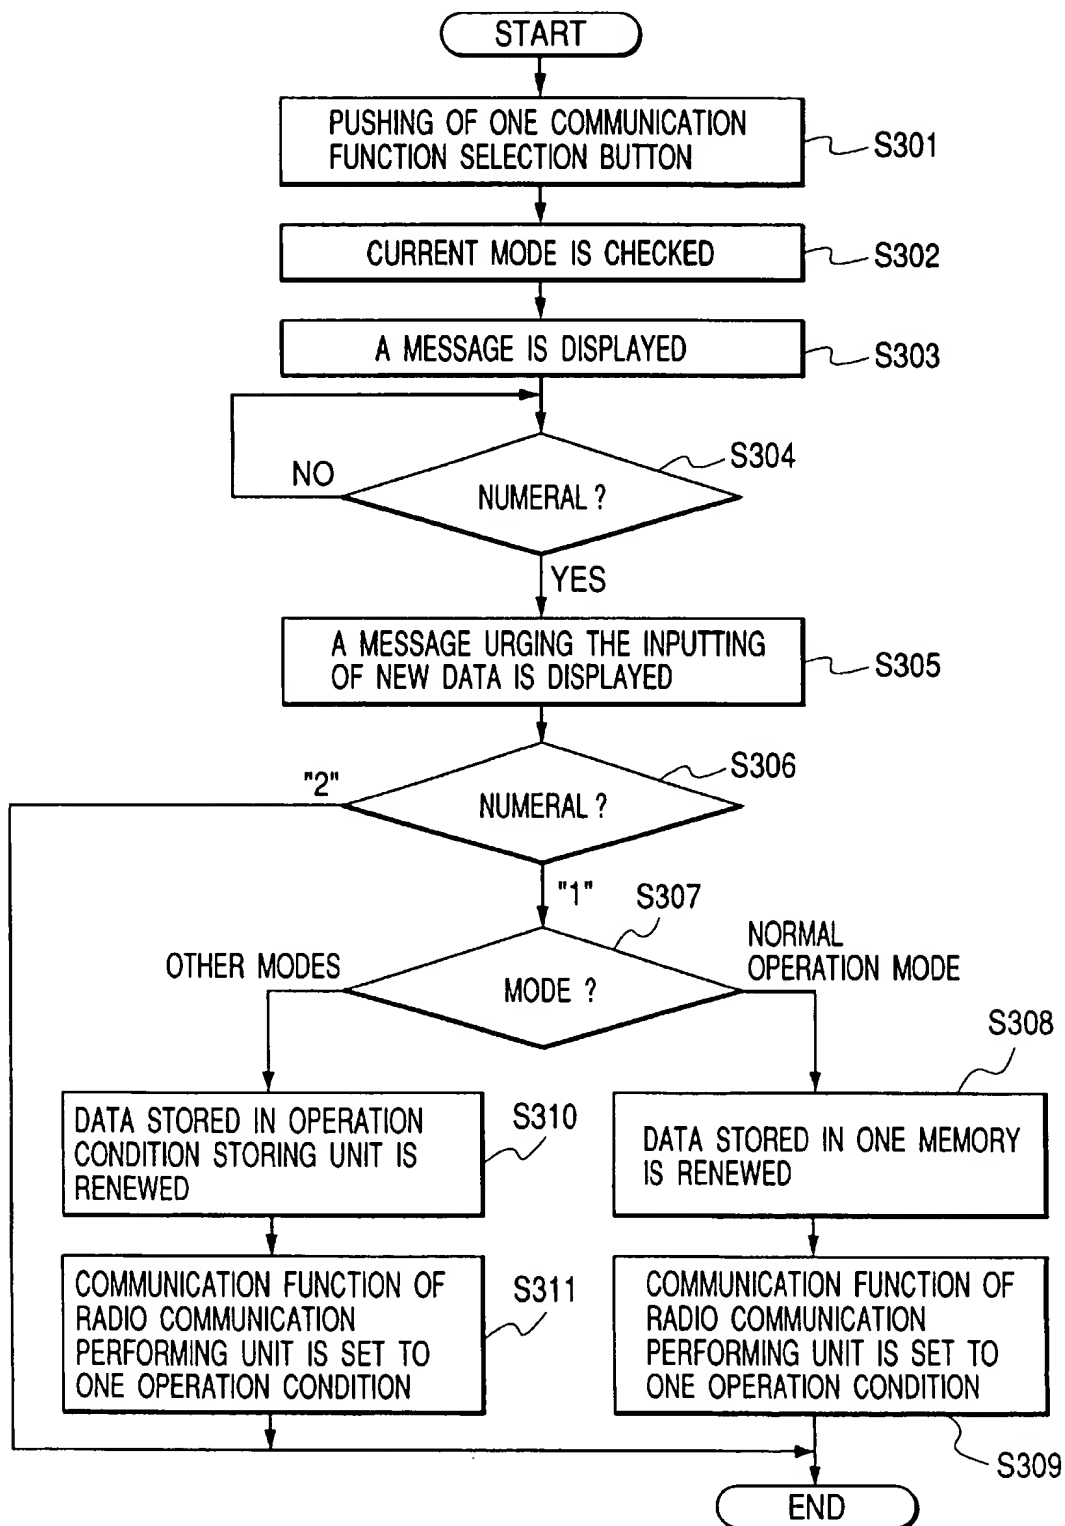 START
PUSHING OF ONE COMMUNICATION
FUNCTION SELECTION BUTTON
S301
CURRENT MODE IS CHECKED
S302
A MESSAGE IS DISPLAYED
S303
S304
NO
NUMERAL ?
YES
A MESSAGE URGING THE INPUTTING
OF NEW DATA IS DISPLAYED
S305
S306
"2"
NUMERAL ?
"1"
S307
OTHER MODES
MODE ?
NORMAL
OPERATION MODE
S308
DATA STORED IN OPERATION
CONDITION STORING UNIT IS
RENEWED
S310
DATA STORED IN ONE MEMORY
IS RENEWED
COMMUNICATION FUNCTION OF
RADIO COMMUNICATION
PERFORMING UNIT IS SET TO
ONE OPERATION CONDITION
S311
COMMUNICATION FUNCTION OF
RADIO COMMUNICATION
PERFORMING UNIT IS SET TO
ONE OPERATION CONDITION
S309
END